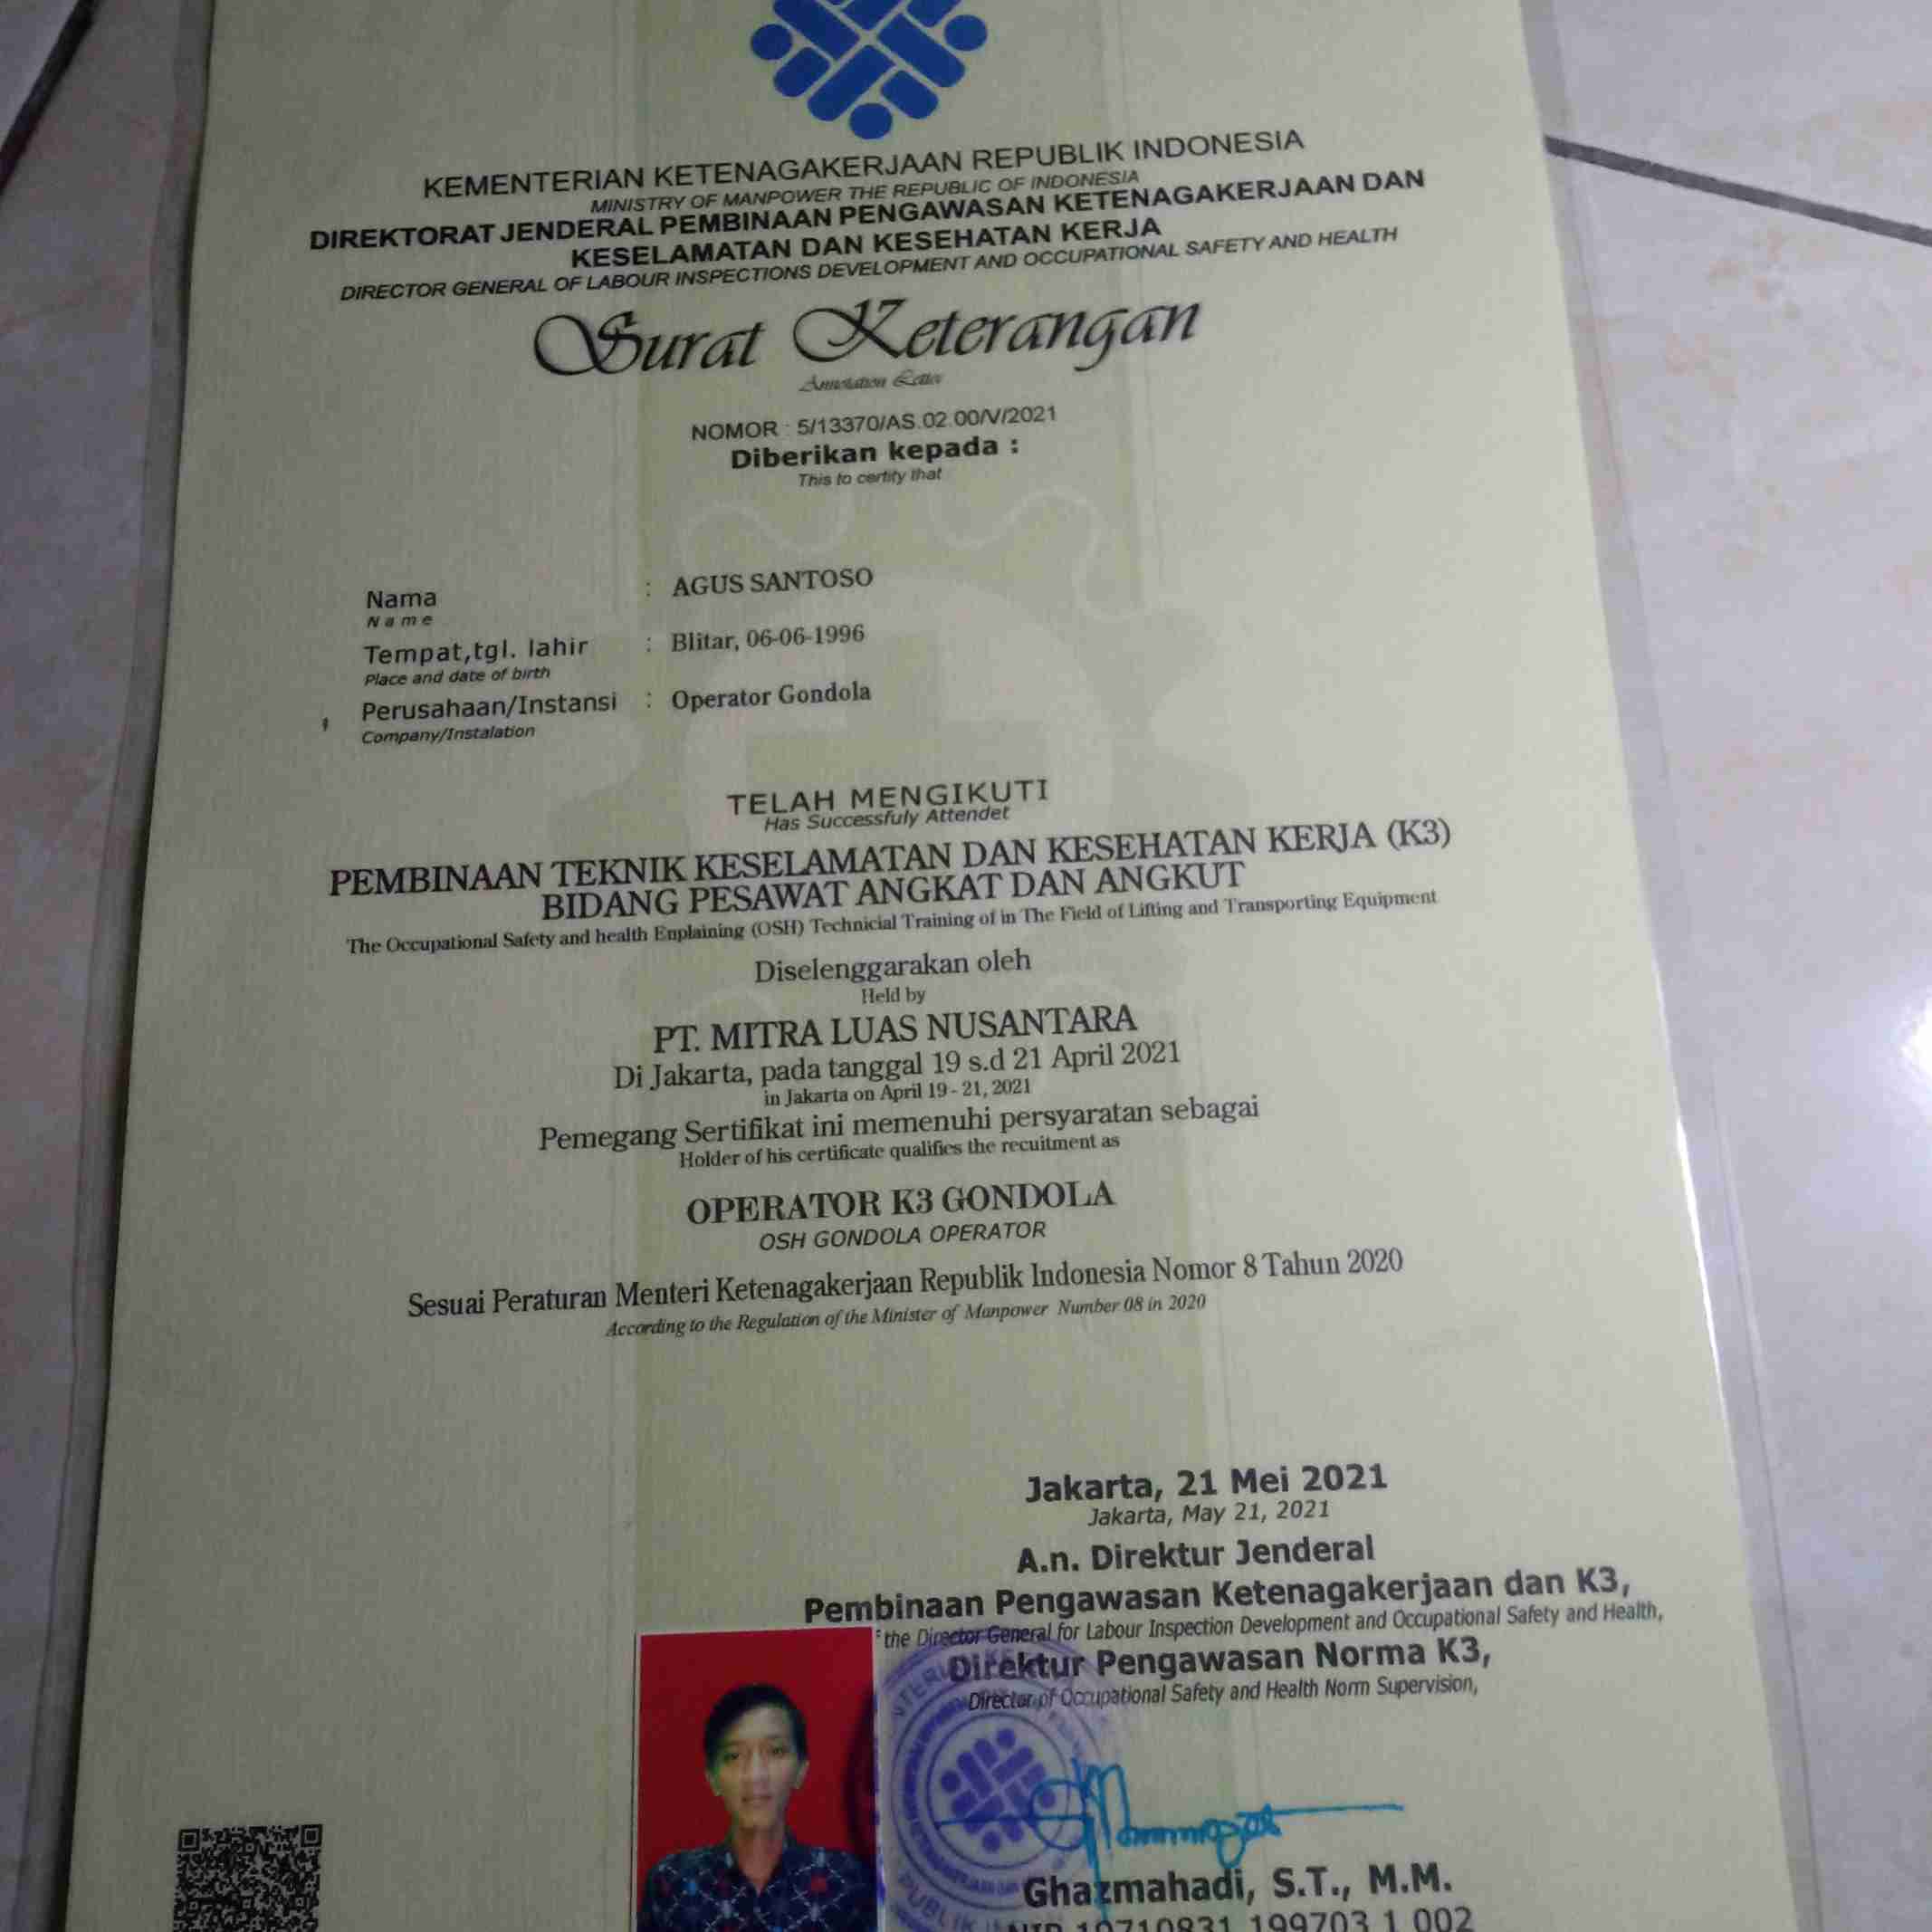 KEMENTERIAN KETENAGAKERJAAN REPUBLIK INDONESIA
MINISTRY OF MANPOWER THE REPUBLIC OF INDONESIA
DIREKTORAT JENDERAL PEMBINAAN PENGAWASAN KETENAGAKERJAAN DAN
KESELAMATAN DAN KESEHATAN KERJA
DIRECTOR GENERAL OF LABOUR INSPECTIONS DEVELOPMENT AND OCCUPATIONAL SAFETY AND HEALTH
Surat Keterangan
Annotation Letter
NOMOR : 5/13370/AS.02.00/V/2021
Diberikan kepada :
This to certify that
Nama : AGUS SANTOSO
Name
Tempat,tgl. lahir : Blitar, 06-06-1996
Place and date of birth
Perusahaan/Instansi : Operator Gondola
Company/Instalation
TELAH MENGIKUTI
Has Successfuly Attendet
PEMBINAAN TEKNIK KESELAMATAN DAN KESEHATAN KERJA (K3)
BIDANG PESAWAT ANGKAT DAN ANGKUT
The Occupational Safety and health Enplaining (OSH) Technicial Training of in The Field of Lifting and Transporting Equipment
Diselenggarakan oleh
Held by
PT. MITRA LUAS NUSANTARA
Di Jakarta, pada tanggal 19 s.d 21 April 2021
in Jakarta on April 19 - 21, 2021
Pemegang Sertifikat ini memenuhi persyaratan sebagai
Holder of his certificate qualifies the recuitment as
OPERATOR K3 GONDOLA
OSH GONDOLA OPERATOR
Sesuai Peraturan Menteri Ketenagakerjaan Republik Indonesia Nomor 8 Tahun 2020
According to the Regulation of the Minister of Manpower Number 08 in 2020
Jakarta, 21 Mei 2021
Jakarta, May 21, 2021
A.n. Direktur Jenderal
Pembinaan Pengawasan Ketenagakerjaan dan K3,
the Director General for Labour Inspection Development and Occupational Safety and Health,
Direktur Pengawasan Norma K3,
Director of Occupational Safety and Health Norm Supervision,
Ghazmahadi, S.T., M.M.
NIP 19710831 199703 1 002